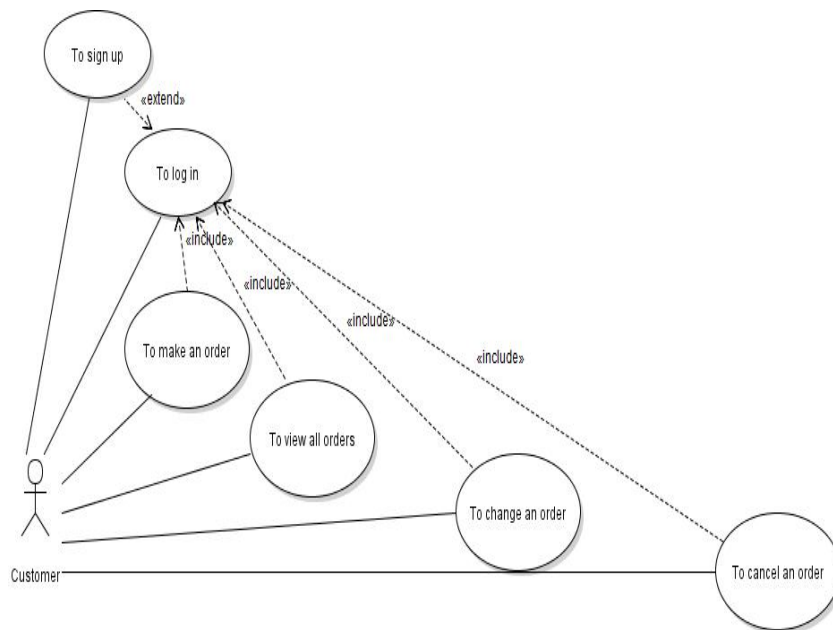 To sign up
«extend»
To log in
«include»
«include»
To make an order
«include»
«include»
To view all orders
To change an order
To cancel an order
Customer